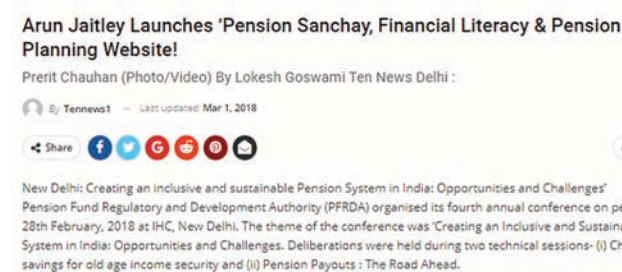 Arun Jaitley Launches ‘Pension Sanchay, Financial Literacy & Pension
Planning Website!
Prerit Chauhan (Photo/Video) By Lokesh Goswami Ten News Delhi :
By Tennews1 — Last updated Mar 1, 2018
Share
New Delhi: Creating an inclusive and sustainable Pension System in India: Opportunities and Challenges’
Pension Fund Regulatory and Development Authority (PFRDA) organised its fourth annual conference on
28th February, 2018 at IHC, New Delhi. The theme of the conference was ‘Creating an Inclusive and
System in India: Opportunities and Challenges. Deliberations were held during two technical sessions- (i)
savings for old age income security and (ii) Pension Payouts : The Road Ahead.